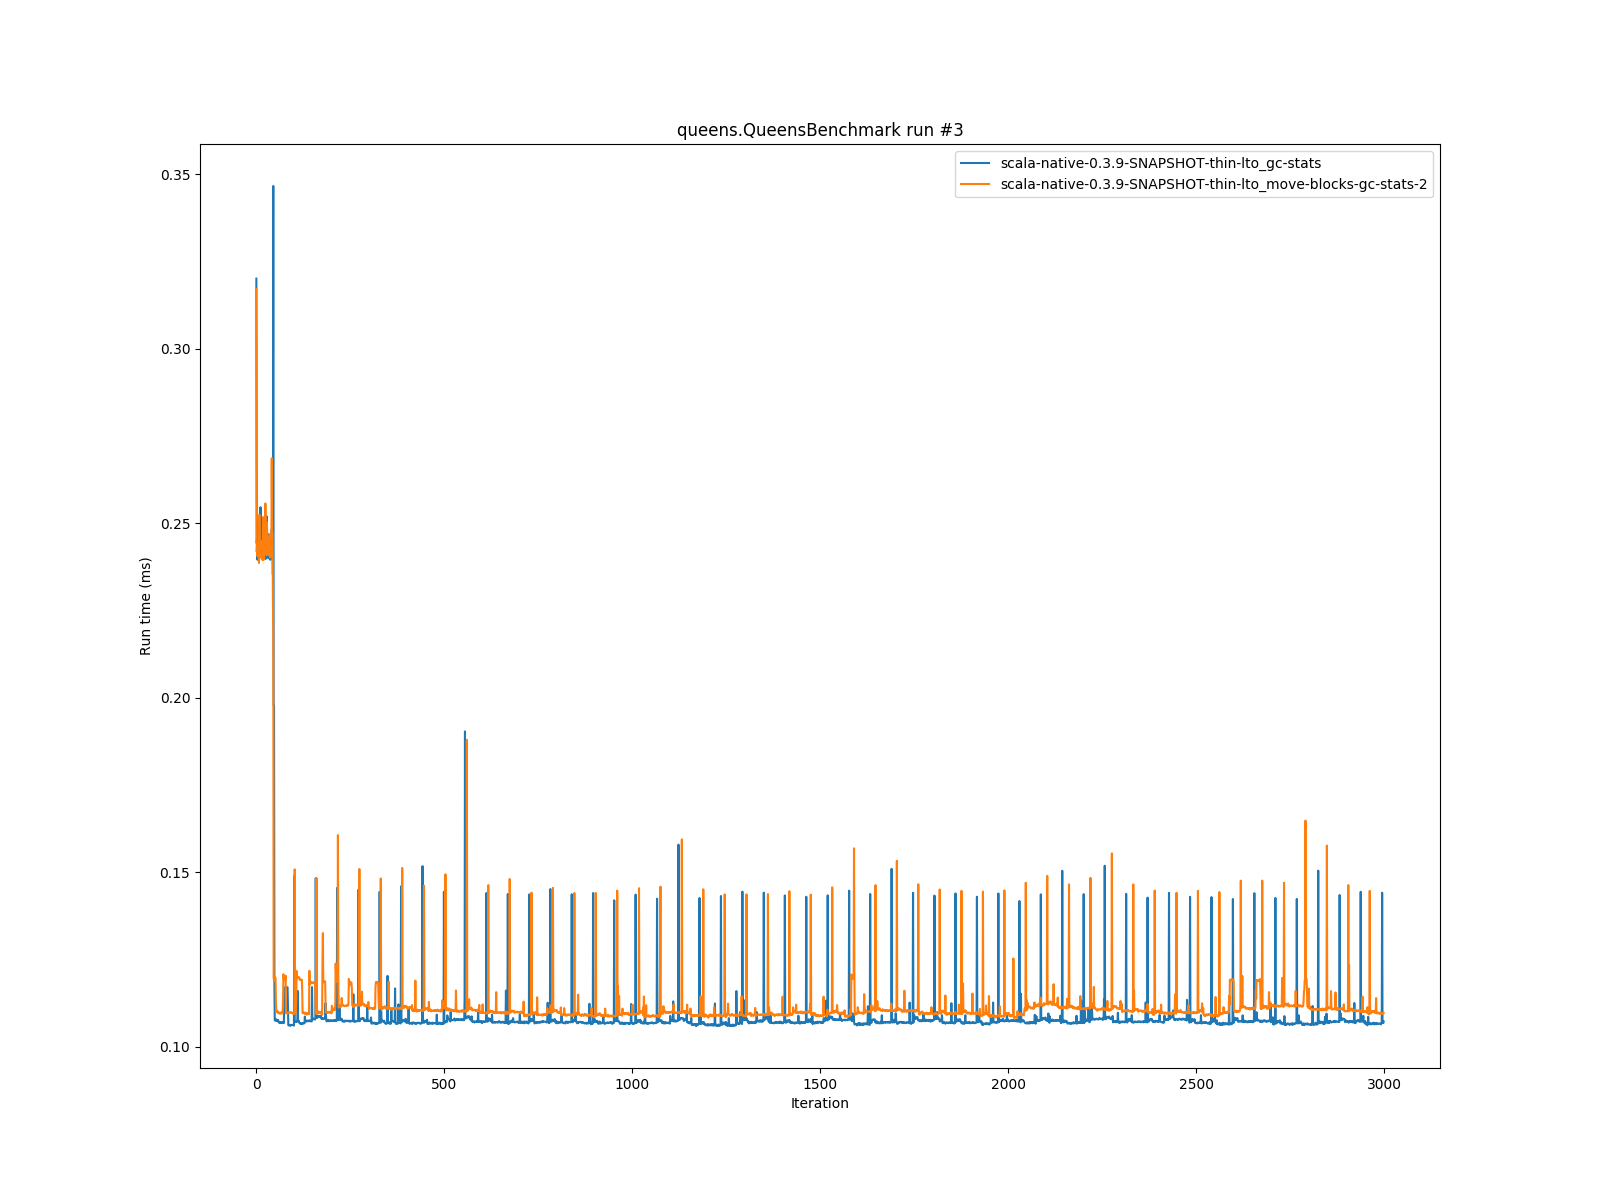 queens.QueensBenchmark run #3
scala-native-0.3.9-SNAPSHOT-thin-lto_gc-stats
scala-native-0.3.9-SNAPSHOT-thin-lto_move-blocks-gc-stats-2
0.35
0.30
0.25
0.20
0.15
0.10
Run time (ms)
0
500
1000
1500
2000
2500
3000
Iteration